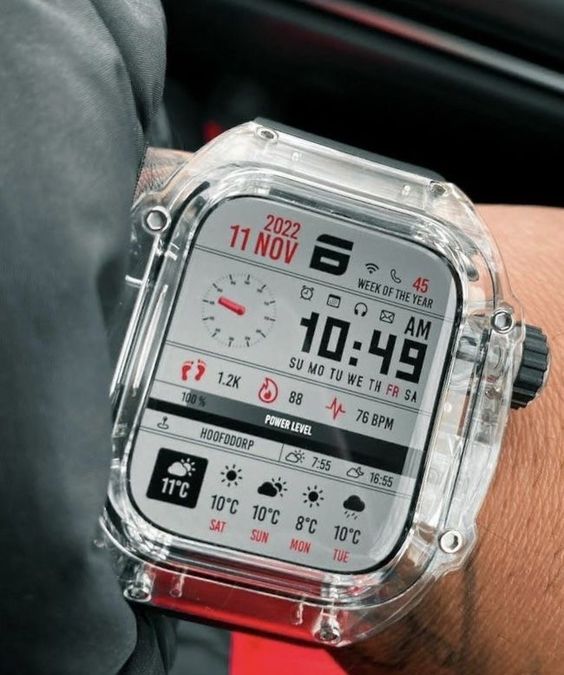 2022
11 NOV
45
WEEK OF THE YEAR
AM
10:49
SU MO TU WE TH FR SA
1.2K
88
76 BPM
100 %
POWER LEVEL
HOOFDDORP
7:55
16:55
11°C
10°C
10°C
8°C
10°C
SAT
SUN
MON
TUE